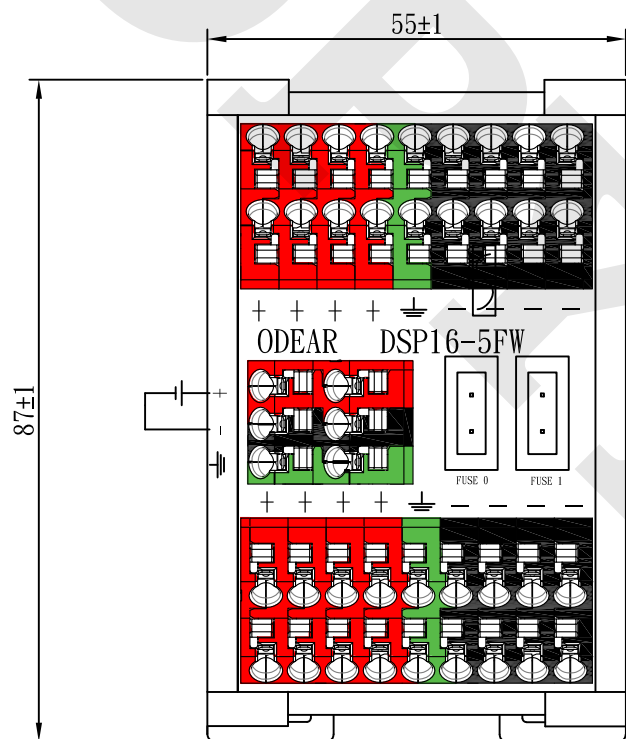 55±1
87±1
+ + + + - - - -
ODEAR DSP16-5FW
+
-
FUSE 0 FUSE 1
+ + + + - - - -